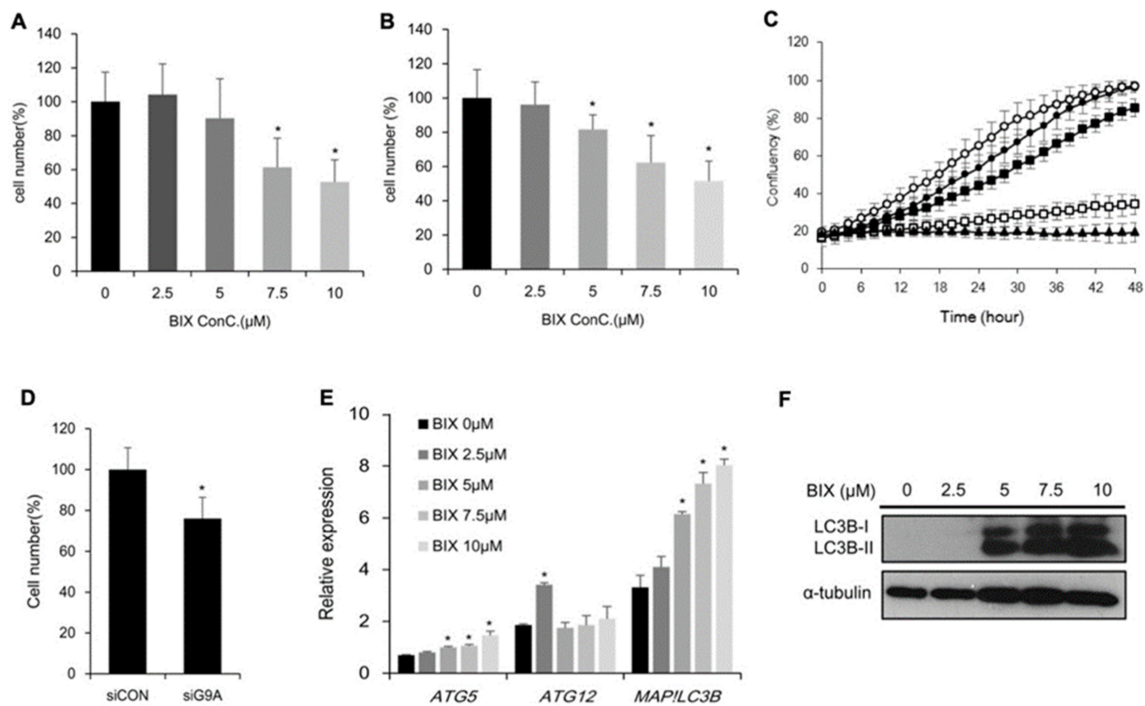 A
cell number(%)
140
120
100
80
60
40
20
0
*
*
0 2.5 5 7.5 10
BIX ConC.(µM)
B
cell number (%)
140
120
100
80
60
40
20
0
*
*
*
0 2.5 5 7.5 10
BIX ConC.(µM)
C
Confluency (%)
120
100
80
60
40
20
0
0 6 12 18 24 30 36 42 48
Time (hour)
D
Cell number(%)
120
100
80
60
40
20
0
*
siCON siG9A
E
Relative expression
10
8
6
4
2
0
BIX 0µM
BIX 2.5µM
BIX 5µM
BIX 7.5µM
BIX 10µM
* * *
*
* * *
ATG5 ATG12 MAP!LC3B
F
BIX (µM) 0 2.5 5 7.5 10
LC3B-I
LC3B-II
α-tubulin